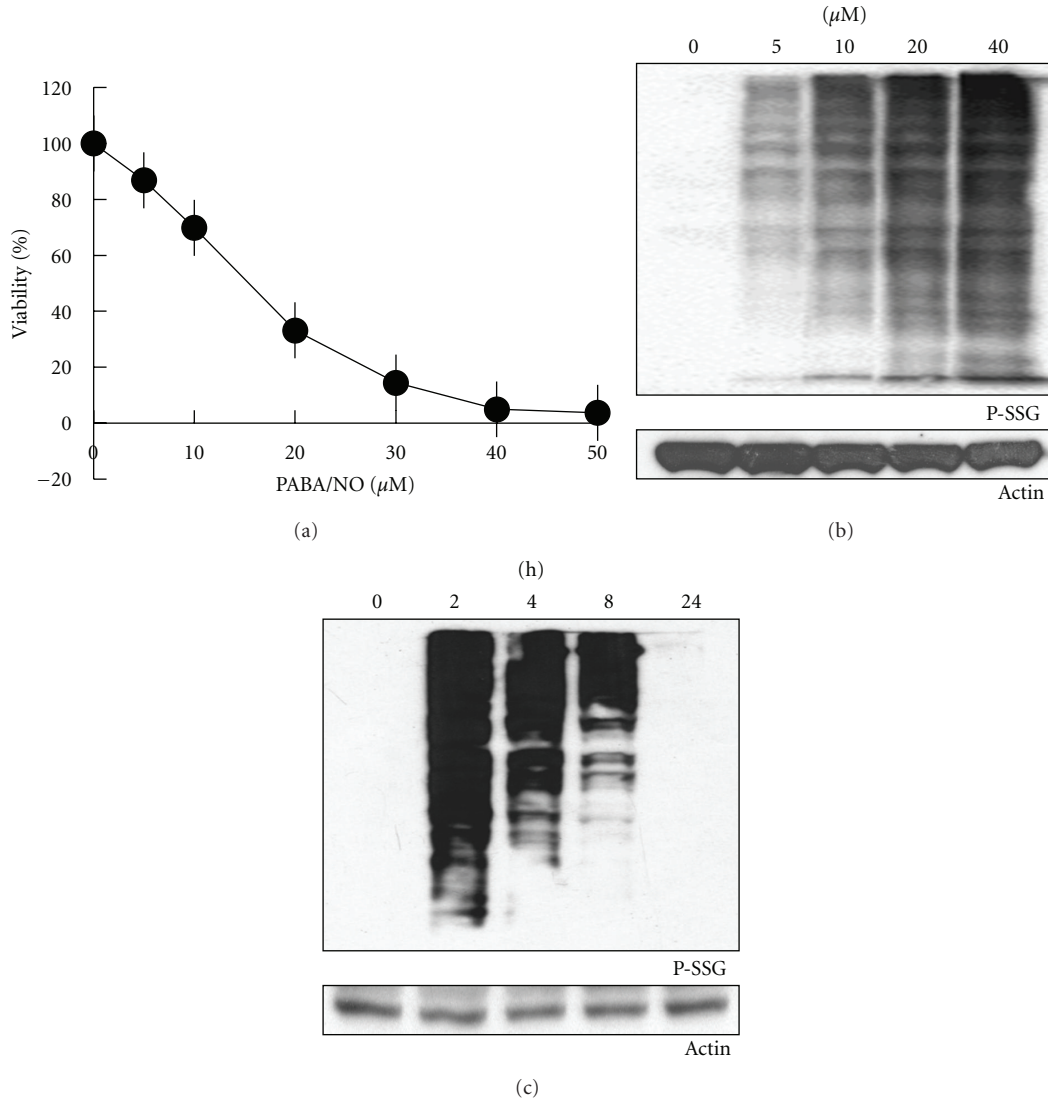 120
100
80
60
40
20
0
−20
Viability (%)
0 10 20 30 40 50
PABA/NO (μM)
(a)
(μM)
0 5 10 20 40
P-SSG
Actin
(b)
(h)
0 2 4 8 24
P-SSG
Actin
(c)